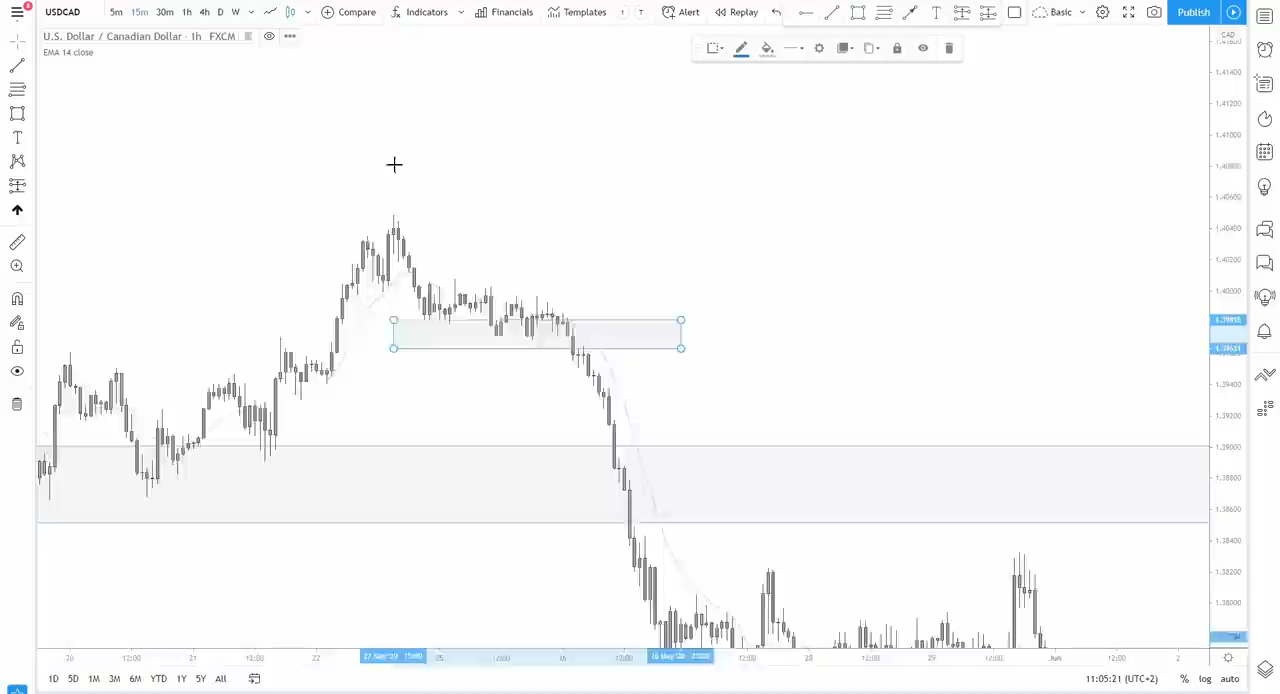 USDCAD 5m 15m 30m 1h 4h D W Compare Indicators Financials Templates T Alert Replay T Basic Publish
U.S. Dollar / Canadian Dollar · 1h FXCM
EMA 14 close
CAD
1.41400
1.41200
1.41000
1.40800
1.40600
1.40400
1.40200
1.40000
1.39400
1.39200
1.39000
1.38800
1.38600
1.38400
1.38200
1.38000
20 12:00 21 12:00 22 12:00 12:00 28 12:00 29 12:00 Jun 12:00 2
1D 5D 1M 3M 6M YTD 1Y 5Y All 11:05:21 (UTC+2) % log auto